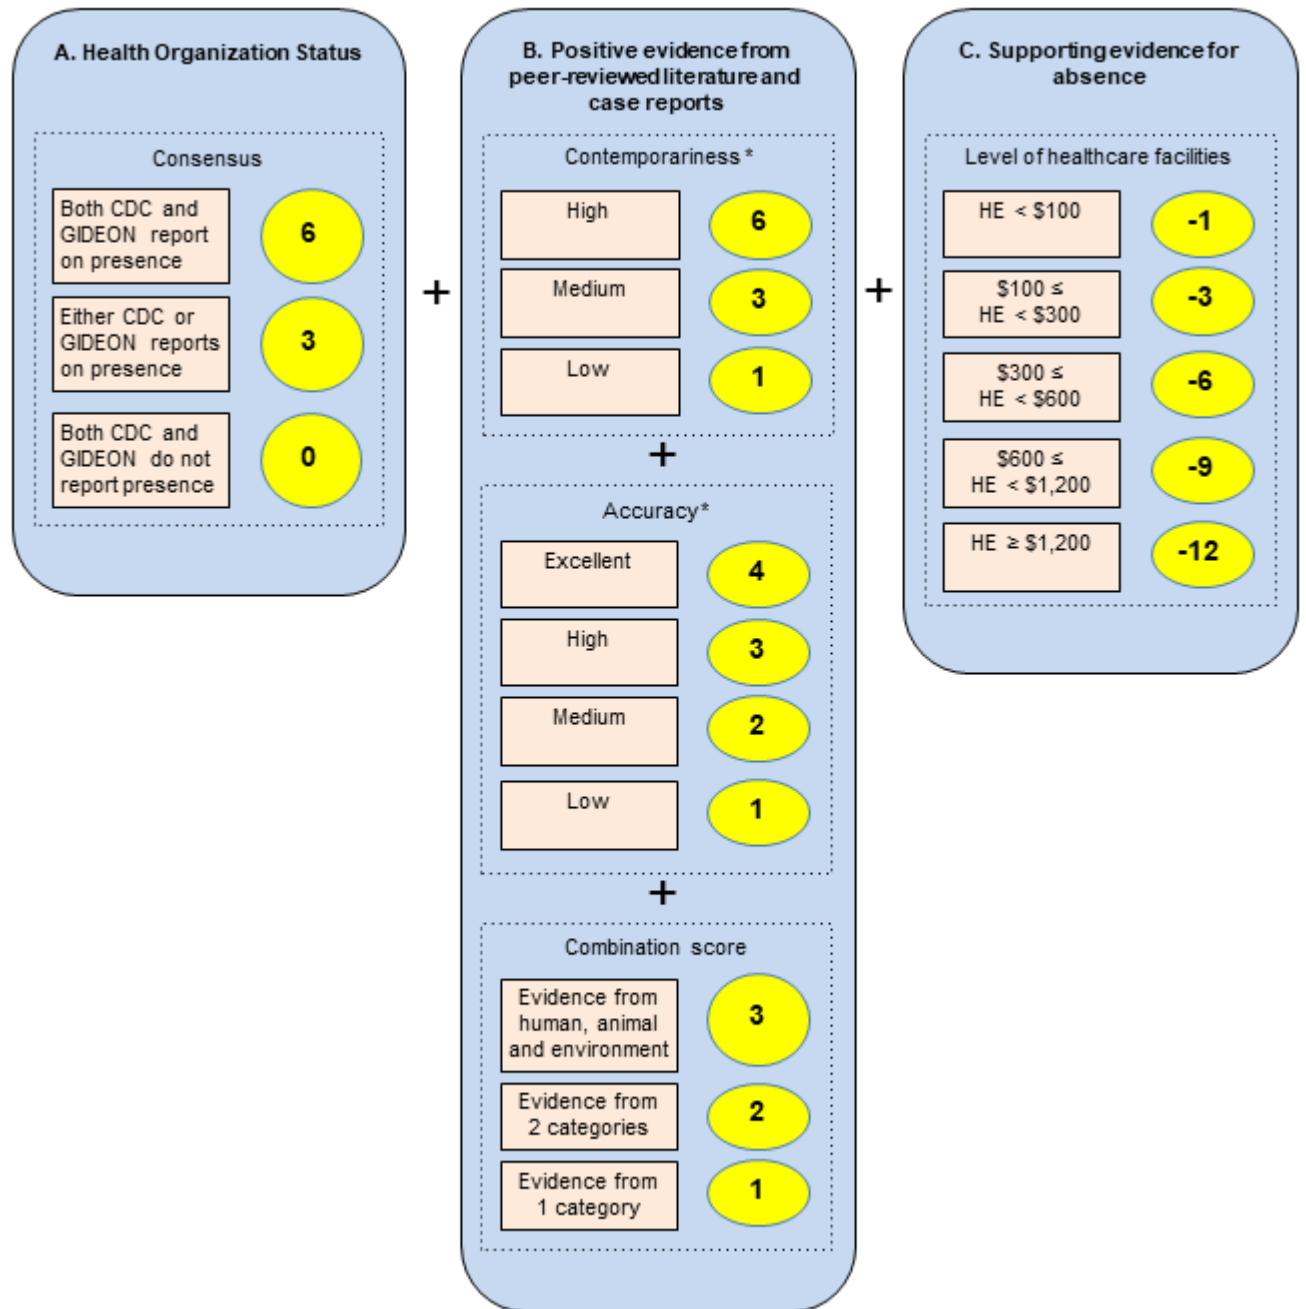 A. Health Organization Status
Consensus
Both CDC and
GIDEON report
on presence
6
Either CDC or
GIDEON reports
on presence
3
Both CDC and
GIDEON do not
report presence
0
+
B. Positive evidence from
peer-reviewed literature and
case reports
Contemporariness *
High
6
Medium
3
Low
1
+
Accuracy*
Excellent
4
High
3
Medium
2
Low
1
+
Combination score
Evidence from
human, animal
and environment
3
Evidence from
2 categories
2
Evidence from
1 category
1
+
C. Supporting evidence for
absence
Level of healthcare facilities
HE < $100
-1
$100 ≤
HE < $300
-3
$300 ≤
HE < $600
-6
$600 ≤
HE < $1,200
-9
HE ≥ $1,200
-12